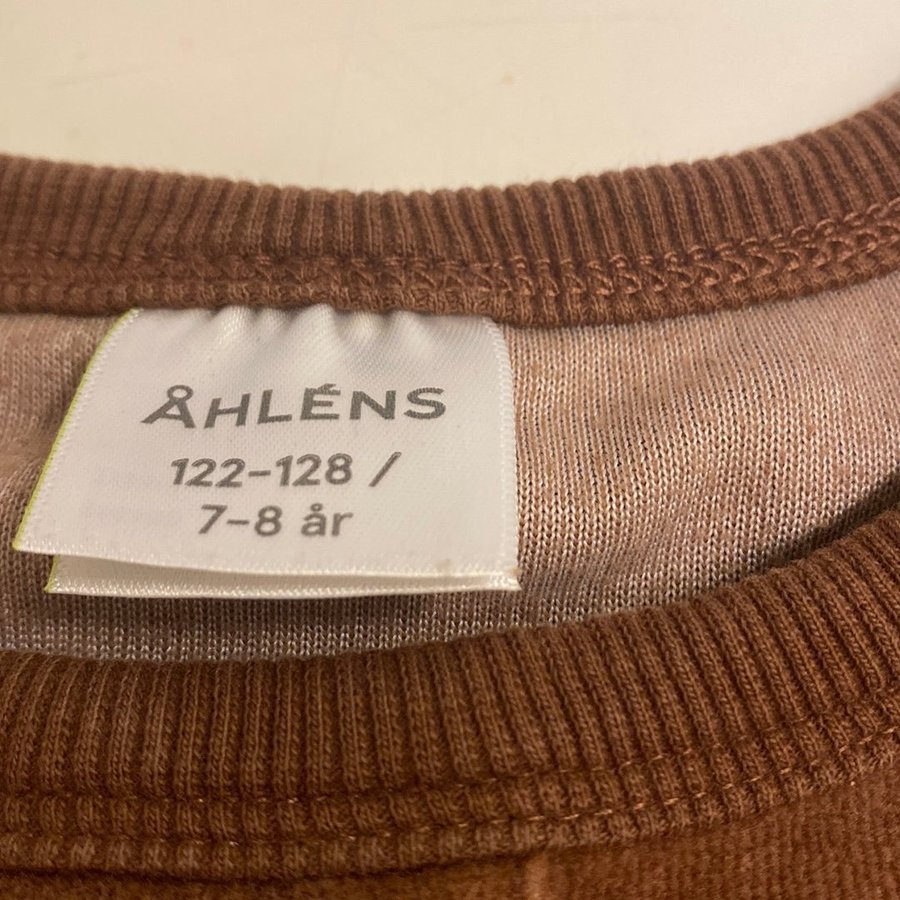 ÅHLÉNS
122-128 /
7-8 år